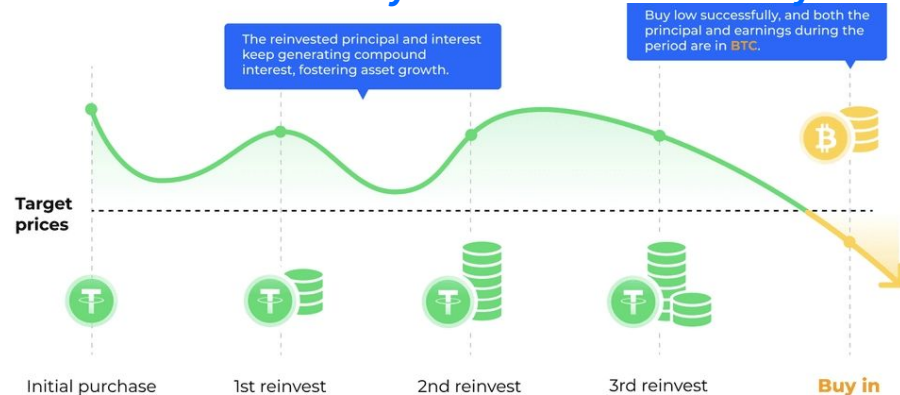 The reinvested principal and interest
keep generating compound
interest, fostering asset growth.
Buy low successfully, and both the
principal and earnings during the
period are in BTC.
Target
prices
Initial purchase
1st reinvest
2nd reinvest
3rd reinvest
Buy in